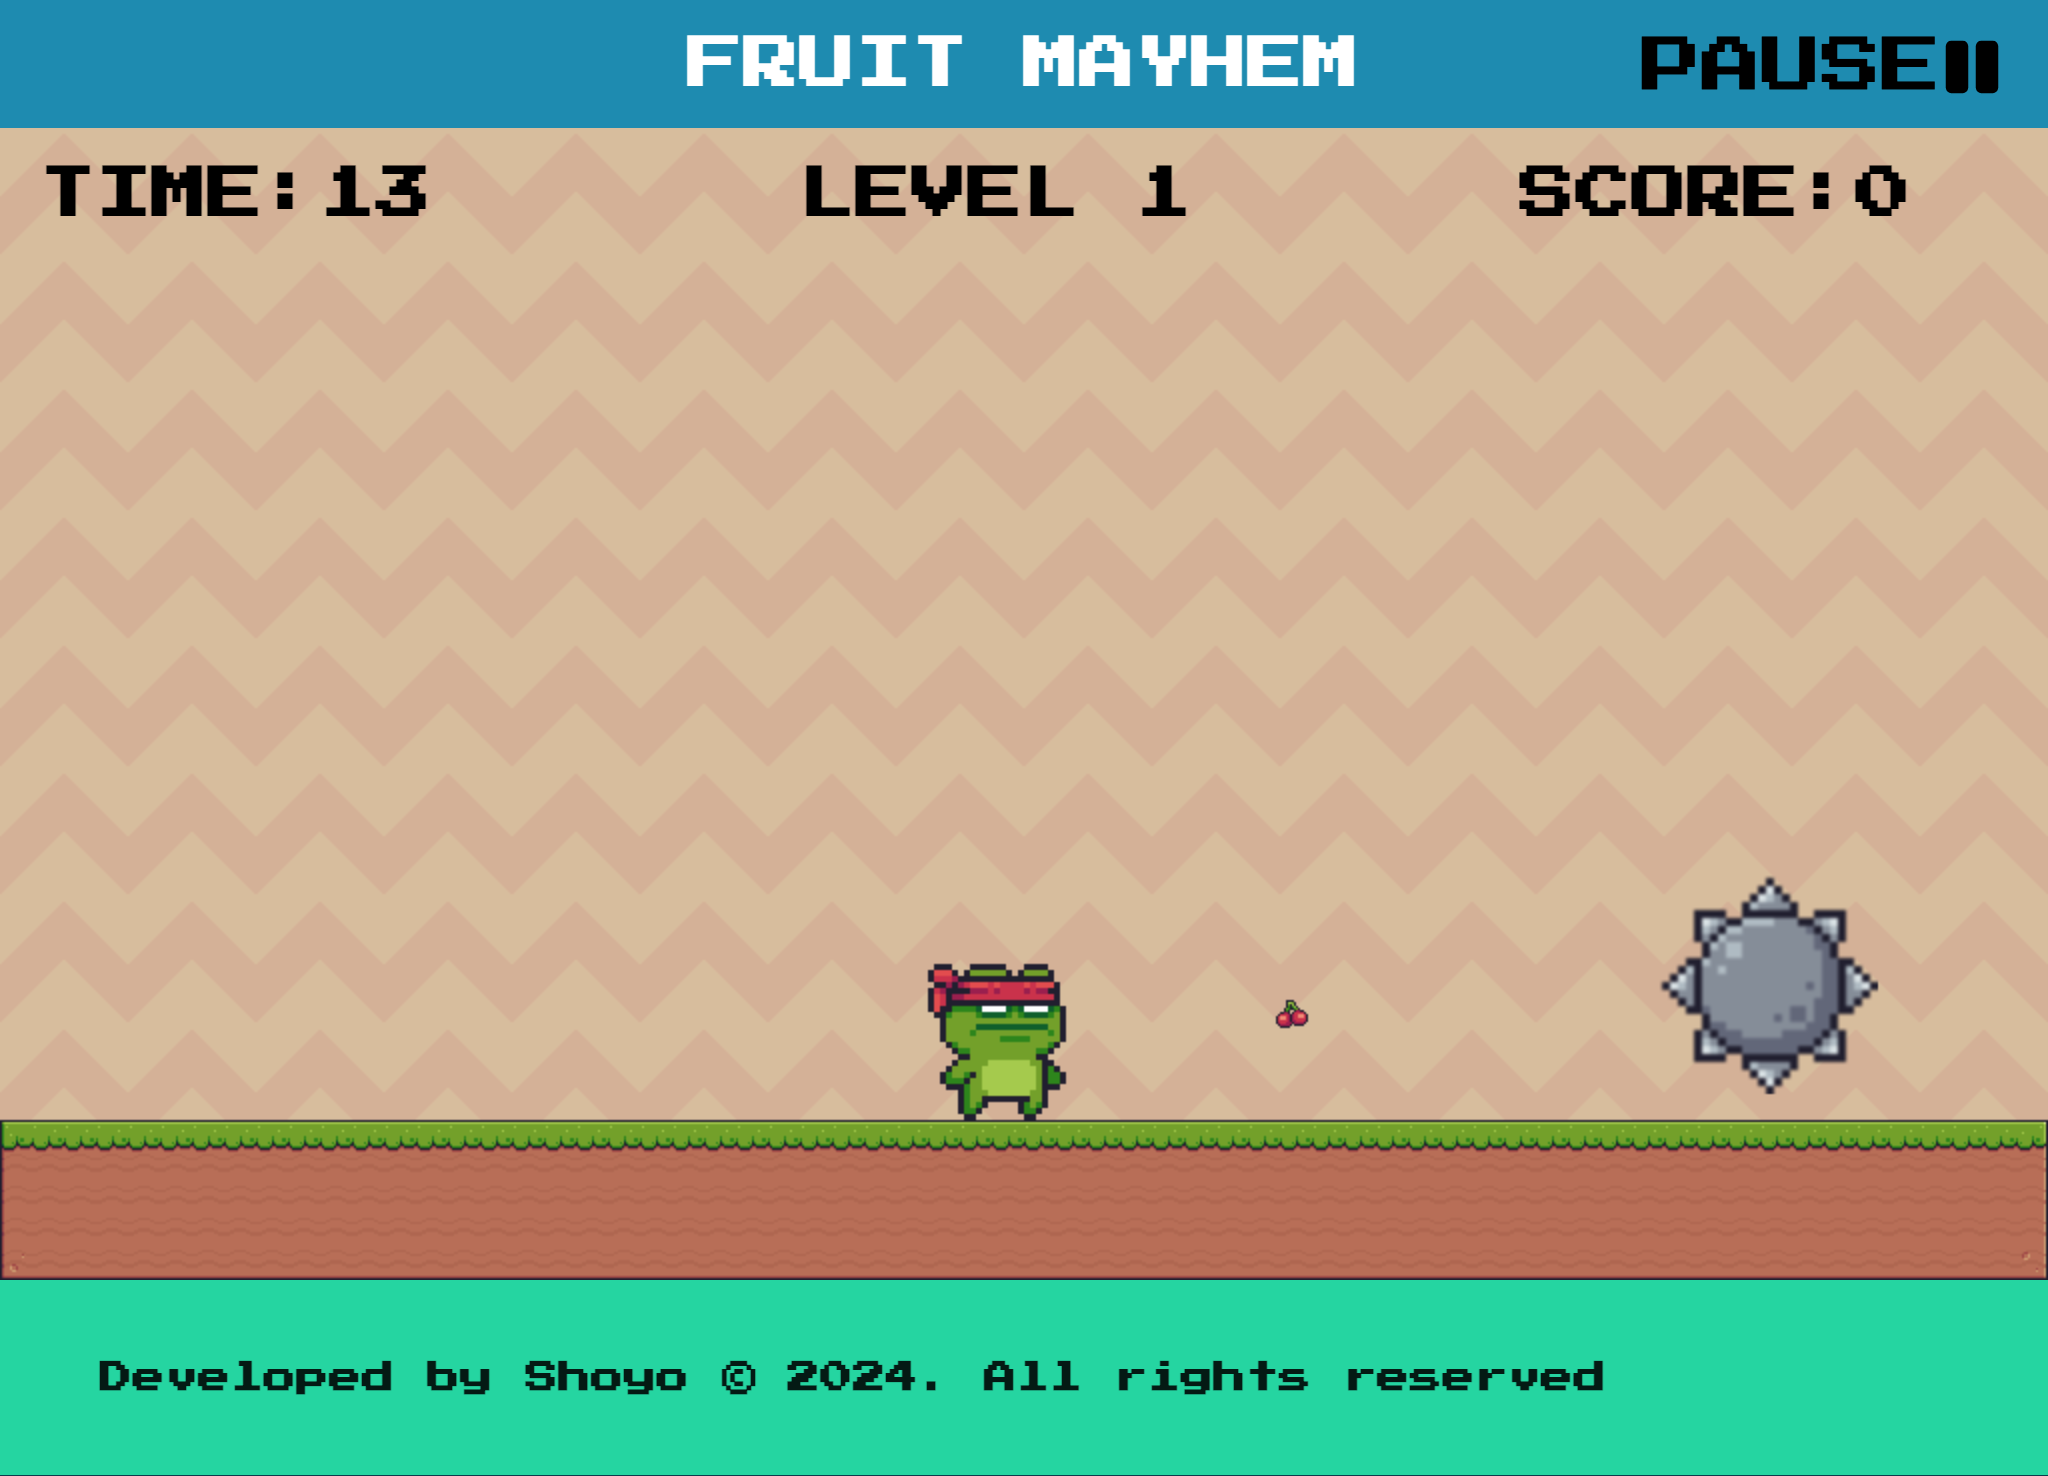 FRUIT MAYHEM
PAUSE
TIME:13
LEVEL 1
SCORE:0
Developed by Shoyo © 2024. All rights reserved